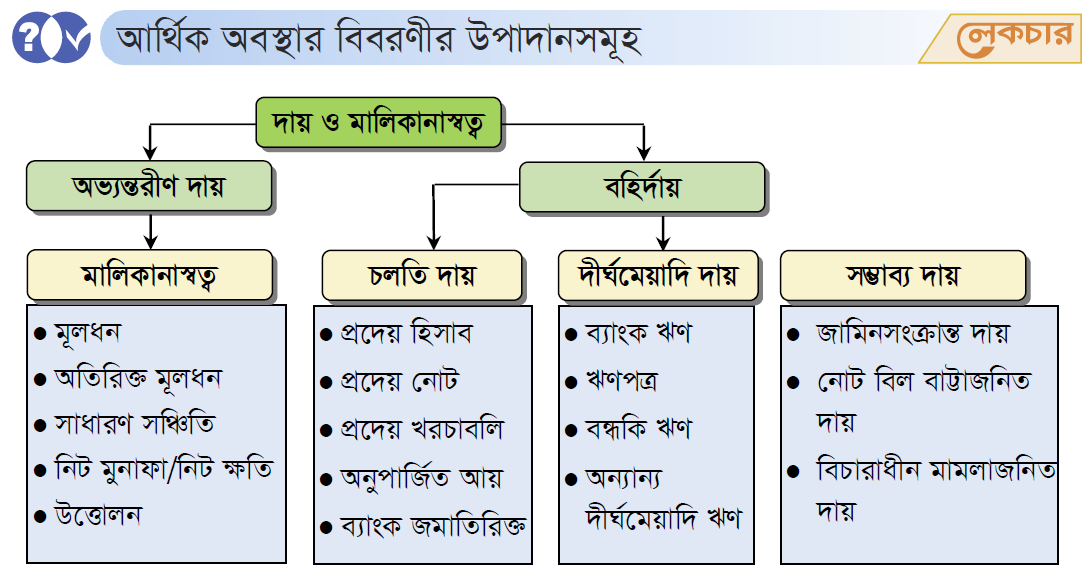 আর্থিক অবস্থার বিবরণীর উপাদানসমূহ
লেকচার
দায় ও মালিকানাস্বত্ব
অভ্যন্তরীণ দায়
বহির্দায়
মালিকানাস্বত্ব
● মূলধন
● অতিরিক্ত মূলধন
● সাধারণ সঞ্চিতি
● নিট মুনাফা/নিট ক্ষতি
● উত্তোলন
চলতি দায়
● প্রদেয় হিসাব
● প্রদেয় নোট
● প্রদেয় খরচাবলি
● অনুপার্জিত আয়
● ব্যাংক জমাতিরিক্ত
দীর্ঘমেয়াদি দায়
● ব্যাংক ঋণ
● ঋণপত্র
● বন্ধকি ঋণ
● অন্যান্য
দীর্ঘমেয়াদি ঋণ
সম্ভাব্য দায়
● জামিনসংক্রান্ত দায়
● নোট বিল বাট্টাজনিত
দায়
● বিচারাধীন মামলাজনিত
দায়